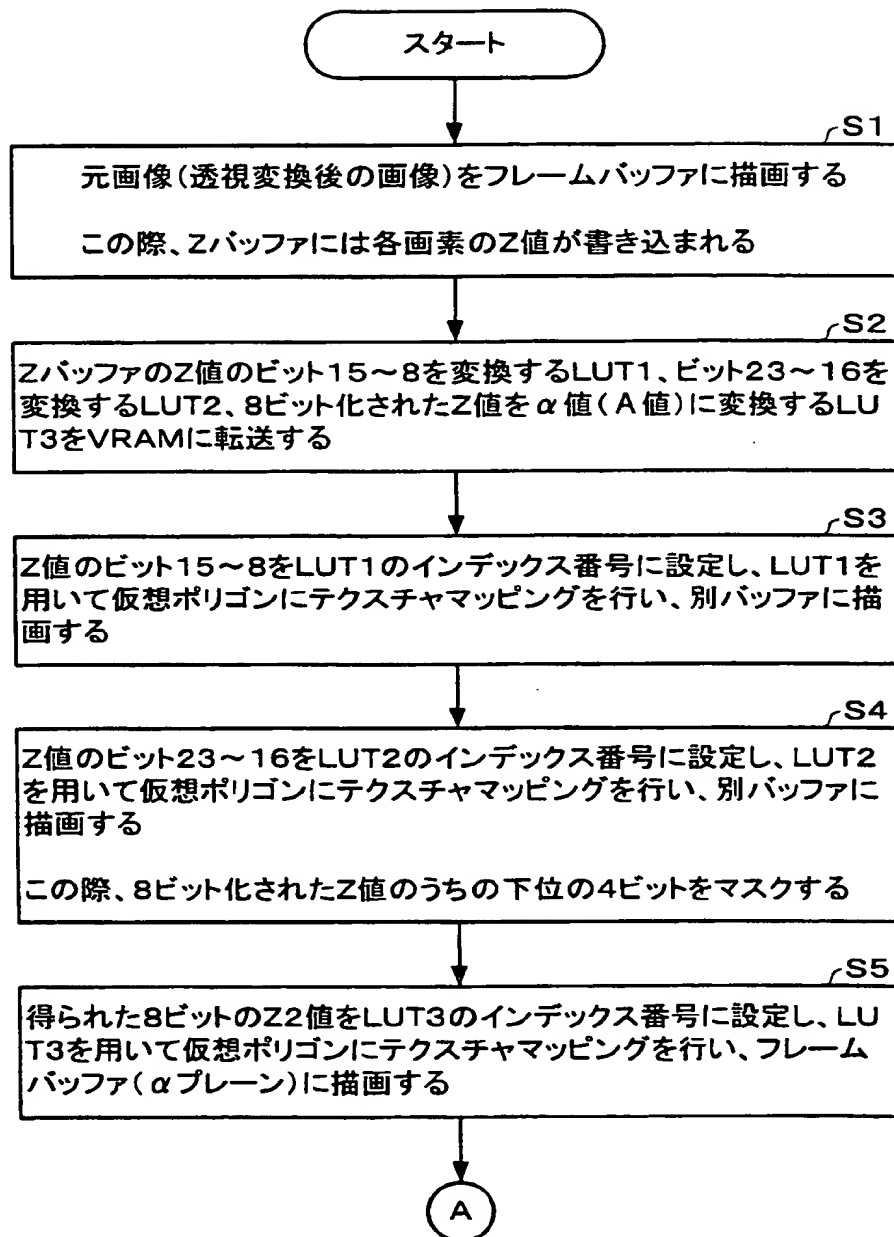 スタート
S1
元画像(透視変換後の画像)をフレームバッファに描画する
この際、Zバッファには各画素のZ値が書き込まれる
S2
ZバッファのZ値のビット15～8を変換するLUT1、ビット23～16を
変換するLUT2、8ビット化されたZ値をα値(A値)に変換するLU
T3をVRAMに転送する
S3
Z値のビット15～8をLUT1のインデックス番号に設定し、LUT1を
用いて仮想ポリゴンにテクスチャマッピングを行い、別バッファに描
画する
S4
Z値のビット23～16をLUT2のインデックス番号に設定し、LUT2
を用いて仮想ポリゴンにテクスチャマッピングを行い、別バッファに
描画する
この際、8ビット化されたZ値のうちの下位の4ビットをマスクする
S5
得られた8ビットのZ2値をLUT3のインデックス番号に設定し、LU
T3を用いて仮想ポリゴンにテクスチャマッピングを行い、フレーム
バッファ(αプレーン)に描画する
A